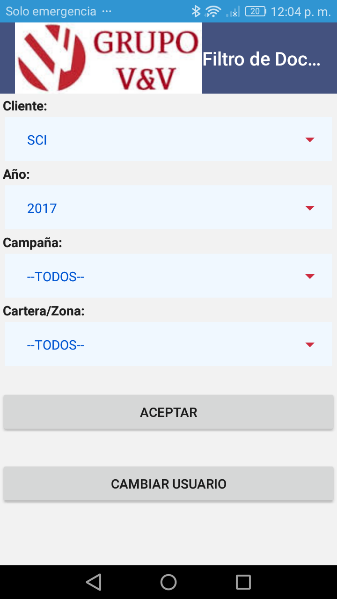 Solo emergencia ... 20 12:04 p. m.
GRUPO
V&V
Filtro de Doc...
Cliente:
SCI
Año:
2017
Campaña:
--TODOS--
Cartera/Zona:
--TODOS--
ACEPTAR
CAMBIAR USUARIO